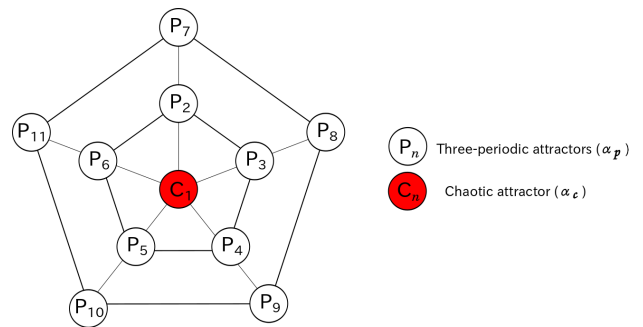 P7
P2
P11
P8
P6
P3
C1
P5
P4
P10
P9
Pn Three-periodic attractors (αp)
Cn Chaotic attractor (αc)